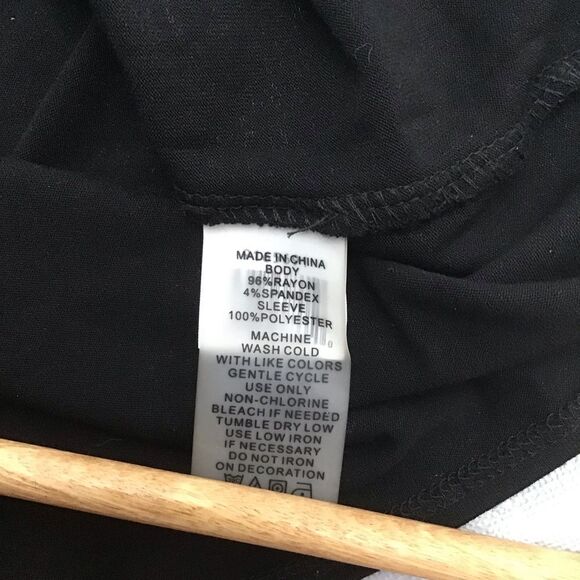 MADE IN CHINA
BODY
96%RAYON
4%SPANDEX
SLEEVE
100%POLYESTER
MACHINE
WASH COLD
WITH LIKE COLORS
GENTLE CYCLE
USE ONLY
NON-CHLORINE
BLEACH IF NEEDED
TUMBLE DRY LOW
USE LOW IRON
IF NECESSARY
DO NOT IRON
ON DECORATION